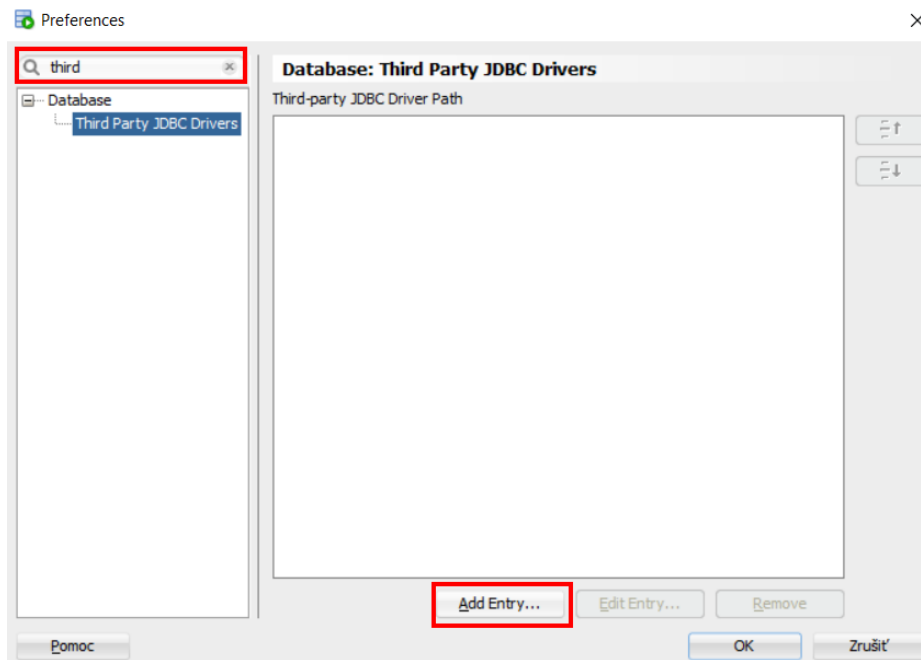 Preferences
third
Database
Third Party JDBC Drivers
Database: Third Party JDBC Drivers
Third-party JDBC Driver Path
Add Entry...
Edit Entry...
Remove
Pomoc
OK
Zrušiť